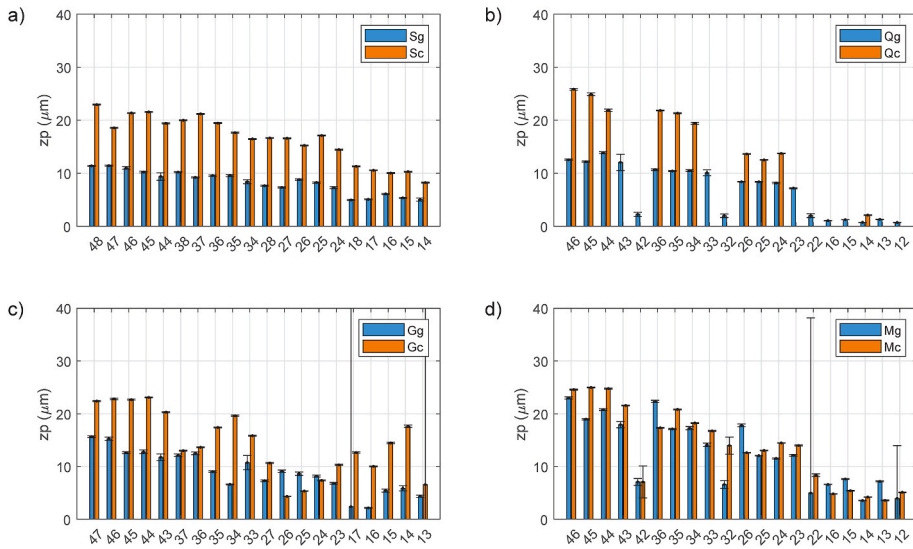 a)
40
30
20
10
0
zp (μm)
Sg
Sc
48 47 46 45 44 38 37 36 35 34 28 27 26 25 24 18 17 16 15 14
b)
40
30
20
10
0
zp (μm)
Qg
Qc
46 45 44 43 42 36 35 34 33 32 26 25 24 23 22 16 15 14 13 12
c)
40
30
20
10
0
zp (μm)
Gg
Gc
47 46 45 44 43 37 36 35 34 33 27 26 25 24 23 17 16 15 14 13
d)
40
30
20
10
0
zp (μm)
Mg
Mc
46 45 44 43 42 36 35 34 33 32 26 25 24 23 22 16 15 14 13 12